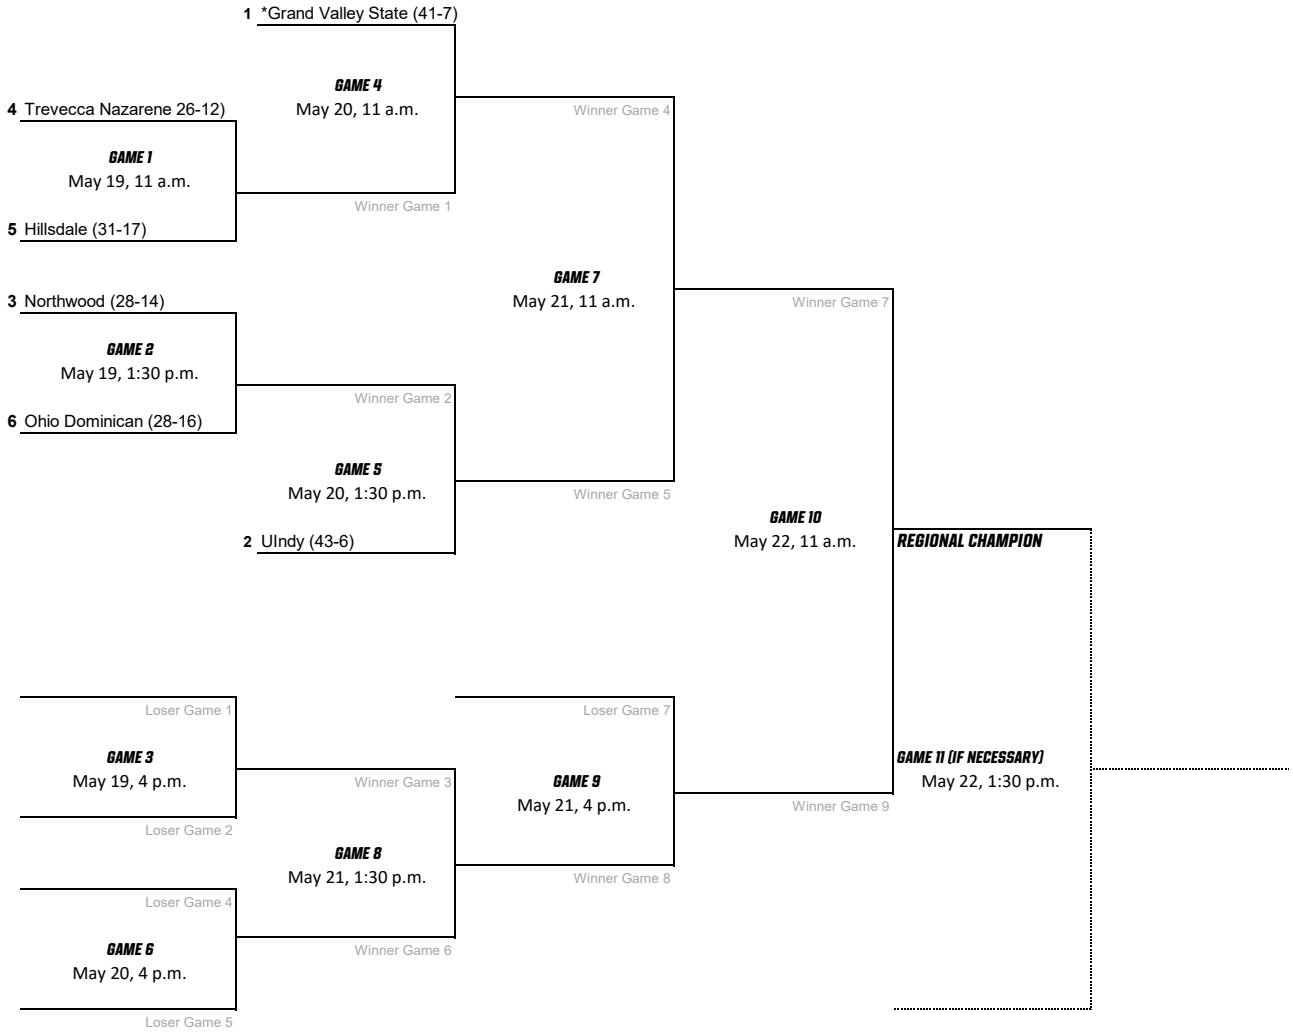 1 *Grand Valley State (41-7)
GAME 4
May 20, 11 a.m.
Winner Game 4
4 Trevecca Nazarene 26-12)
GAME 1
May 19, 11 a.m.
Winner Game 1
5 Hillsdale (31-17)
GAME 7
May 21, 11 a.m.
Winner Game 7
3 Northwood (28-14)
GAME 2
May 19, 1:30 p.m.
Winner Game 2
6 Ohio Dominican (28-16)
GAME 5
May 20, 1:30 p.m.
Winner Game 5
2 UIndy (43-6)
GAME 10
May 22, 11 a.m.
REGIONAL CHAMPION
Loser Game 1
GAME 3
May 19, 4 p.m.
Loser Game 2
Winner Game 3
Loser Game 7
GAME 9
May 21, 4 p.m.
Winner Game 9
GAME 11 (IF NECESSARY)
May 22, 1:30 p.m.
GAME 8
May 21, 1:30 p.m.
Winner Game 8
Loser Game 4
GAME 6
May 20, 4 p.m.
Winner Game 6
Loser Game 5